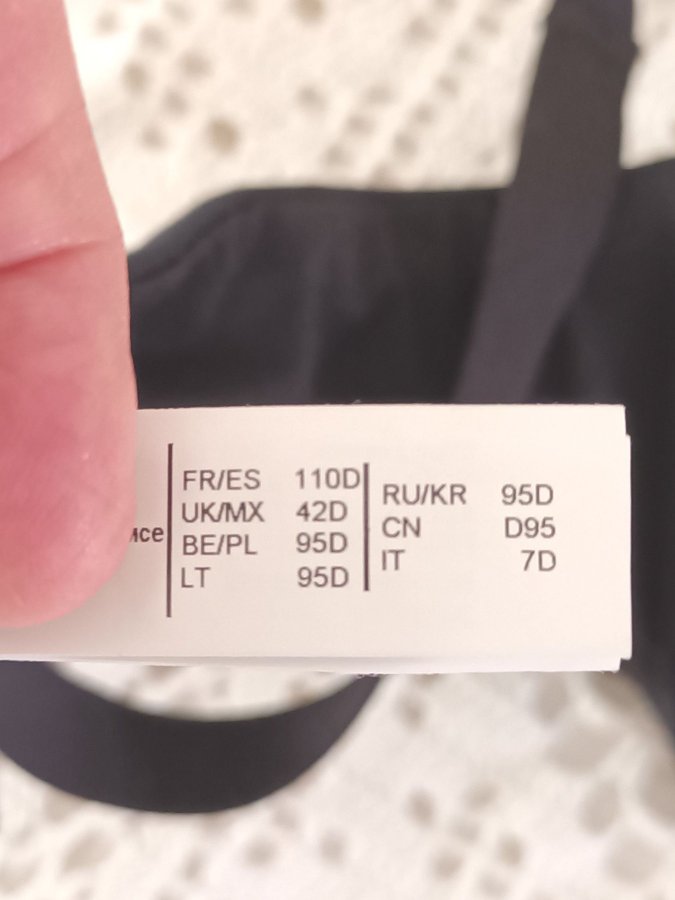 FR/ES 110D
UK/MX 42D
BE/PL 95D
LT 95D
RU/KR 95D
CN D95
IT 7D